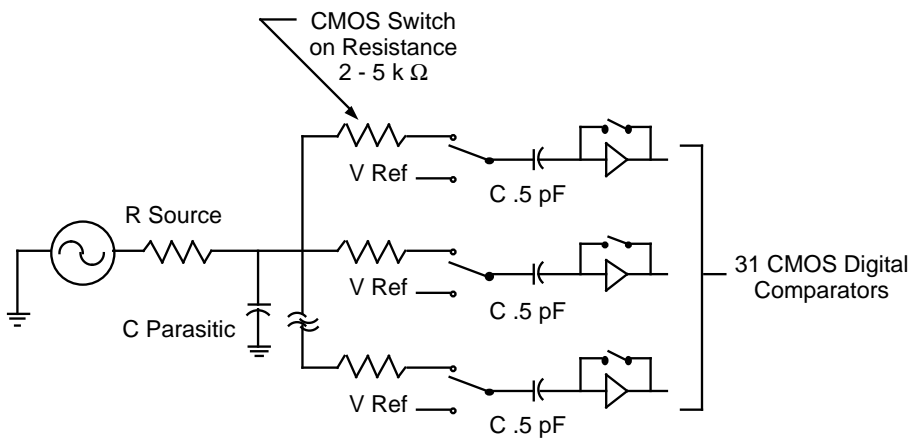 CMOS Switch
on Resistance
2 - 5 k Ω
V Ref
C .5 pF
R Source
V Ref
C .5 pF
31 CMOS Digital
Comparators
C Parasitic
V Ref
C .5 pF